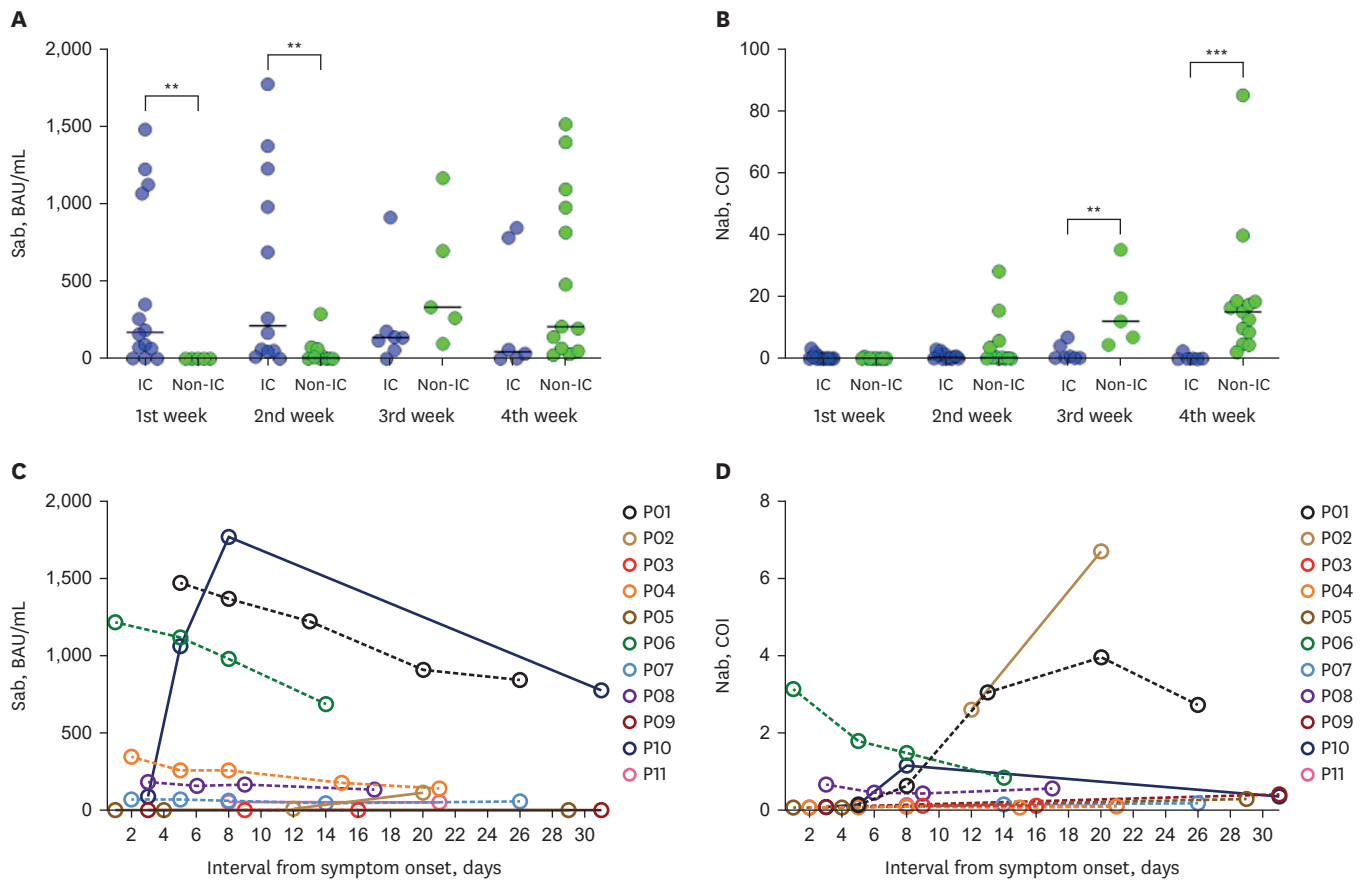 A
Sab, BAU/mL
2,000
1,500
1,000
500
0
**
**
IC Non-IC IC Non-IC IC Non-IC IC Non-IC
1st week 2nd week 3rd week 4th week
B
Nab, COI
100
80
60
40
20
0
**
***
IC Non-IC IC Non-IC IC Non-IC IC Non-IC
1st week 2nd week 3rd week 4th week
C
Sab, BAU/mL
2,000
1,500
1,000
500
0
2 4 6 8 10 12 14 16 18 20 22 24 26 28 30
Interval from symptom onset, days
P01
P02
P03
P04
P05
P06
P07
P08
P09
P10
P11
D
Nab, COI
8
6
4
2
0
2 4 6 8 10 12 14 16 18 20 22 24 26 28 30
Interval from symptom onset, days
P01
P02
P03
P04
P05
P06
P07
P08
P09
P10
P11